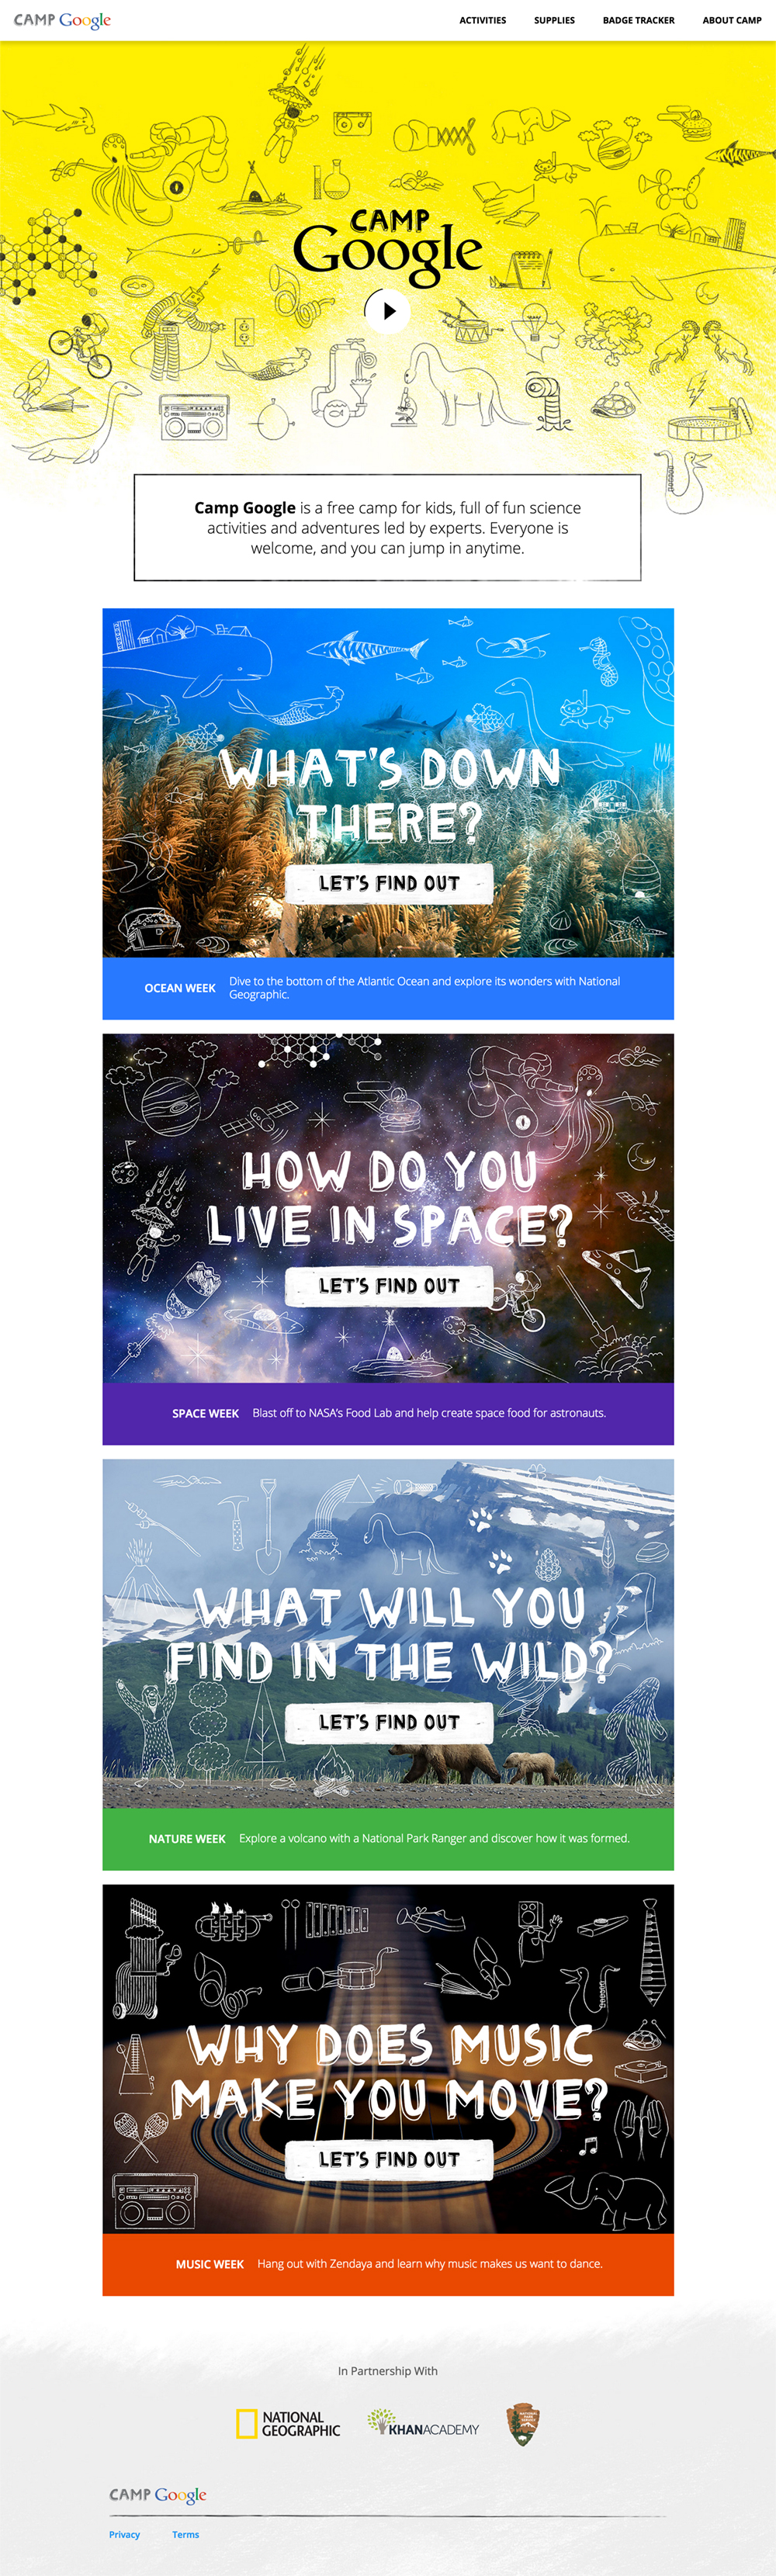 CAMP Google
ACTIVITIES
SUPPLIES
BADGE TRACKER
ABOUT CAMP
CAMP
Google
Camp Google is a free camp for kids, full of fun science
activities and adventures led by experts. Everyone is
welcome, and you can jump in anytime.
WHAT'S DOWN
THERE?
LET'S FIND OUT
OCEAN WEEK
Dive to the bottom of the Atlantic Ocean and explore its wonders with National
Geographic.
HOW DO YOU
LIVE IN SPACE?
LET'S FIND OUT
SPACE WEEK
Blast off to NASA's Food Lab and help create space food for astronauts.
WHAT WILL YOU
FIND IN THE WILD?
LET'S FIND OUT
NATURE WEEK
Explore a volcano with a National Park Ranger and discover how it was formed.
WHY DOES MUSIC
MAKE YOU MOVE?
LET'S FIND OUT
MUSIC WEEK
Hang out with Zendaya and learn why music makes us want to dance.
In Partnership With
NATIONAL
GEOGRAPHIC
KHANACADEMY
NATIONAL
PARK
SERVICE
CAMP Google
Privacy
Terms